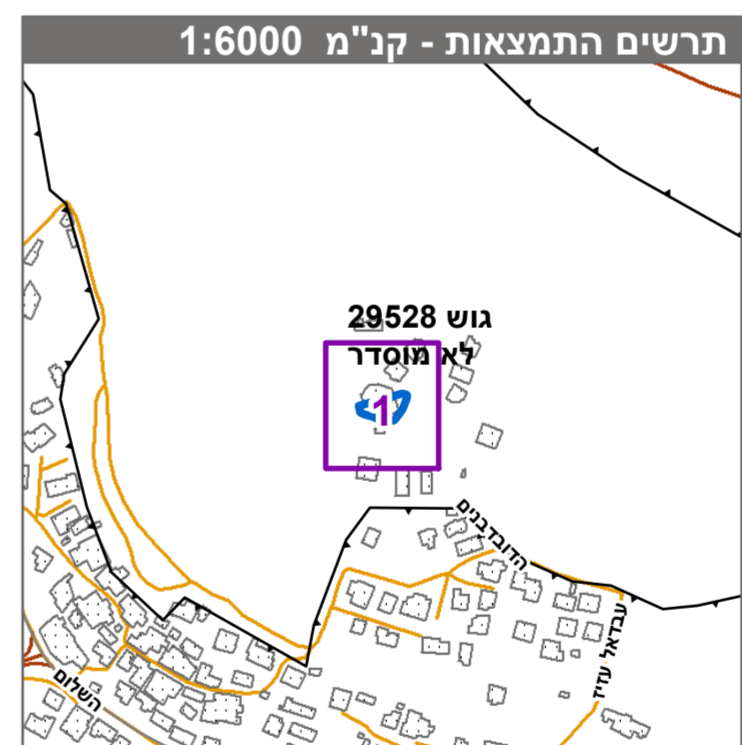 תרשים התמצאות - קנ"מ 1:6000
גוש 29528
לא מוסדר
1
הדובדבנים
עבדאל עזיז
השלום